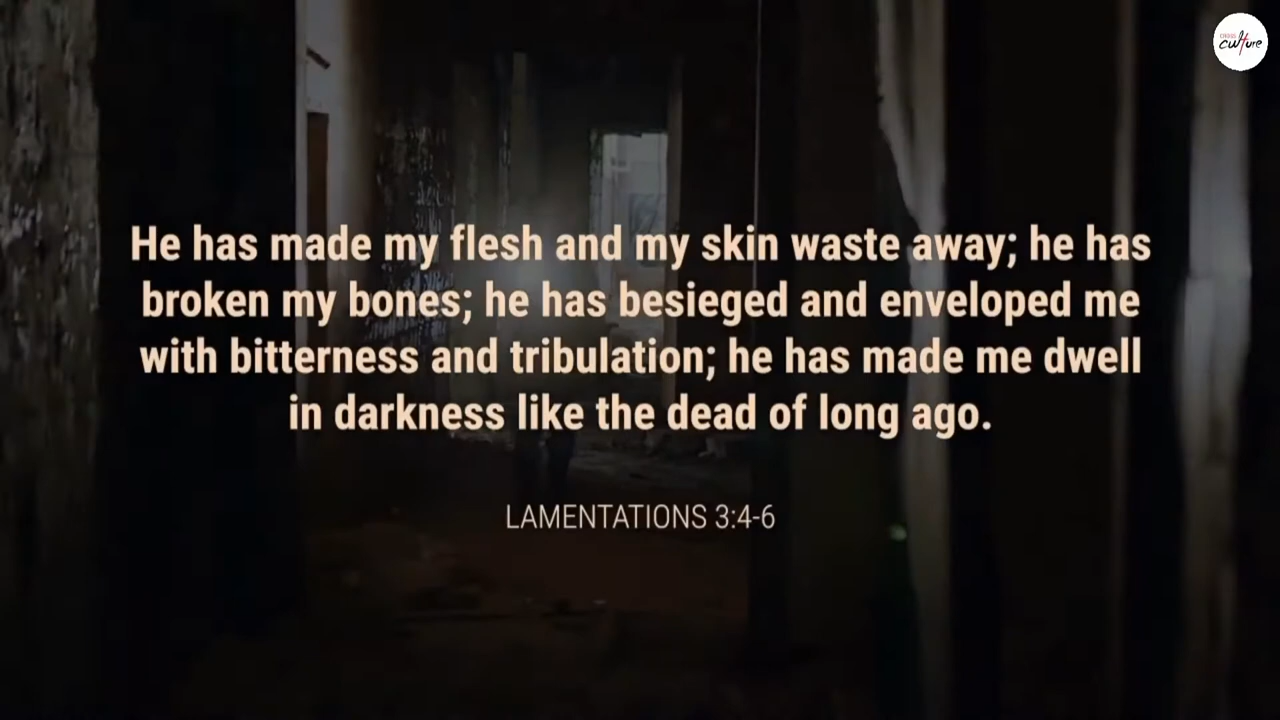 CROSS
culture
He has made my flesh and my skin waste away; he has
broken my bones; he has besieged and enveloped me
with bitterness and tribulation; he has made me dwell
in darkness like the dead of long ago.
LAMENTATIONS 3:4-6